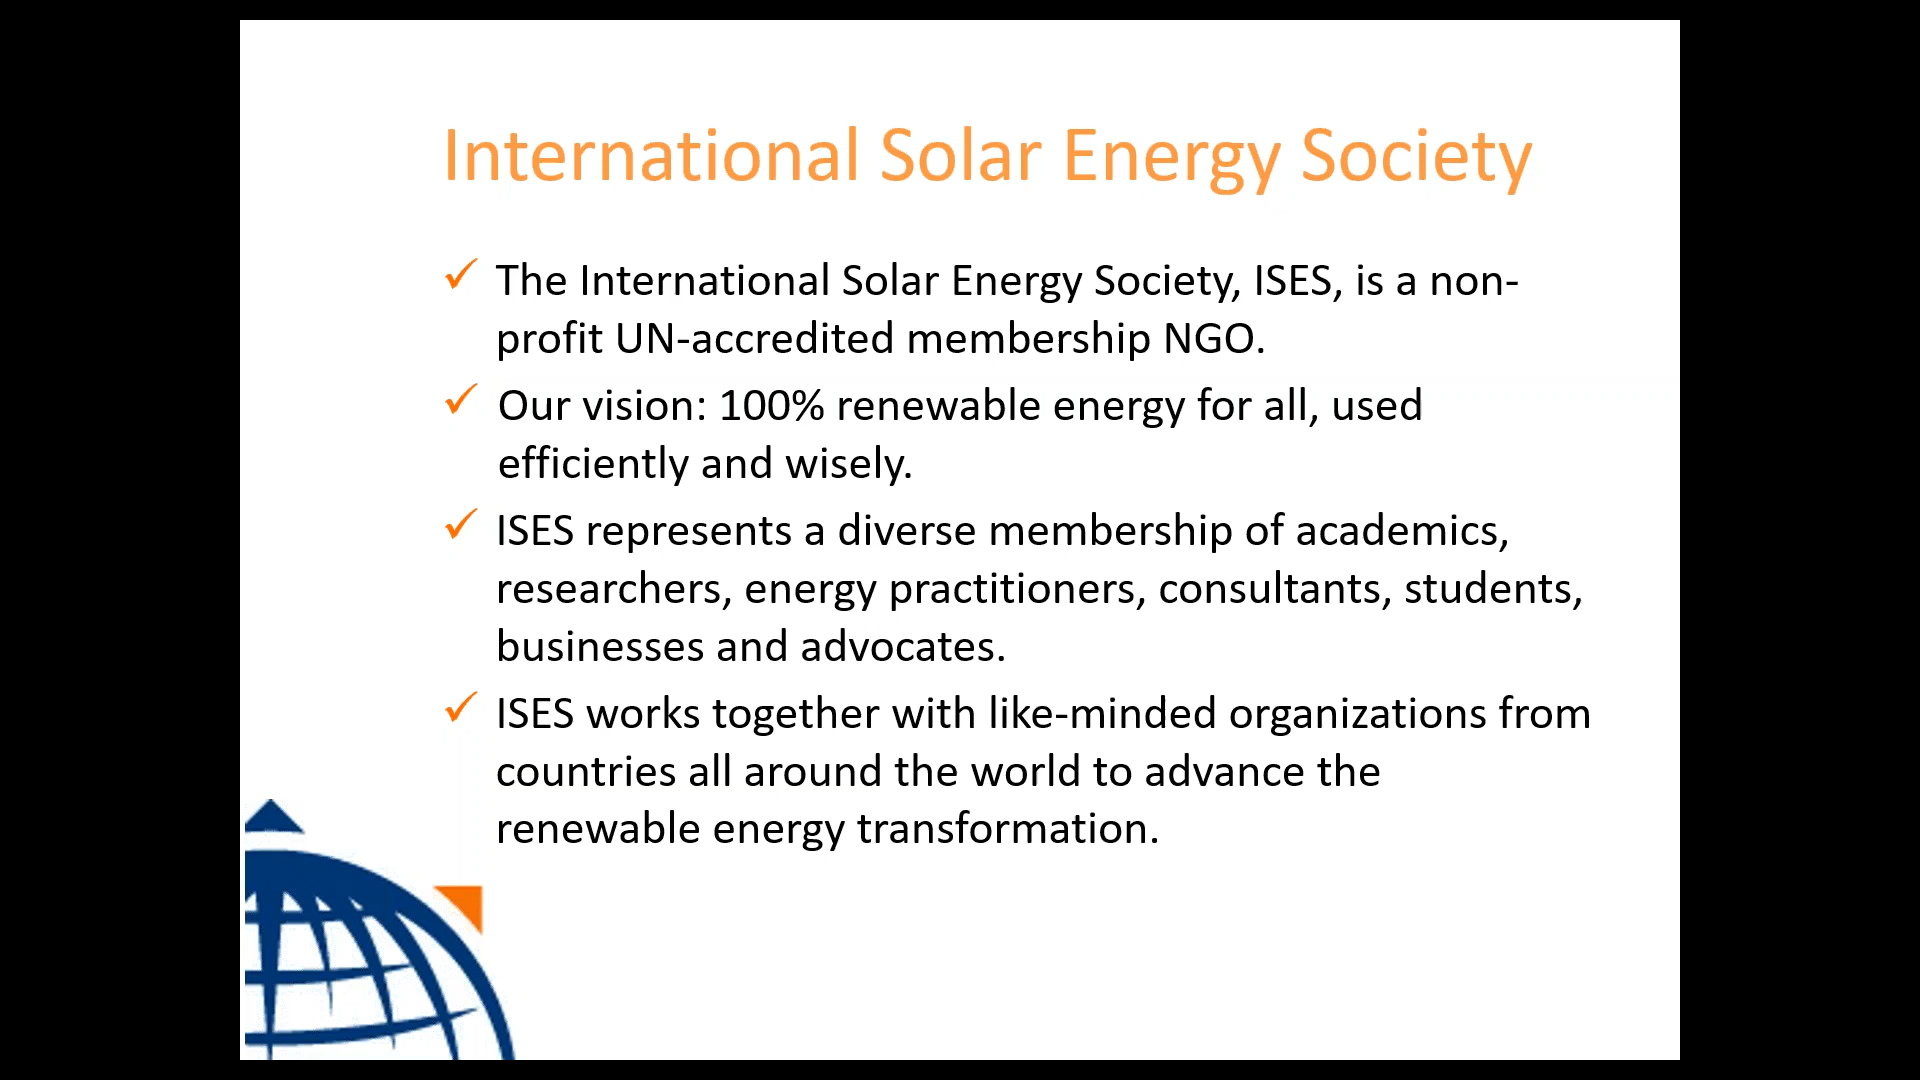 International Solar Energy Society
✓ The International Solar Energy Society, ISES, is a non-
profit UN-accredited membership NGO.
✓ Our vision: 100% renewable energy for all, used
efficiently and wisely.
✓ ISES represents a diverse membership of academics,
researchers, energy practitioners, consultants, students,
businesses and advocates.
✓ ISES works together with like-minded organizations from
countries all around the world to advance the
renewable energy transformation.